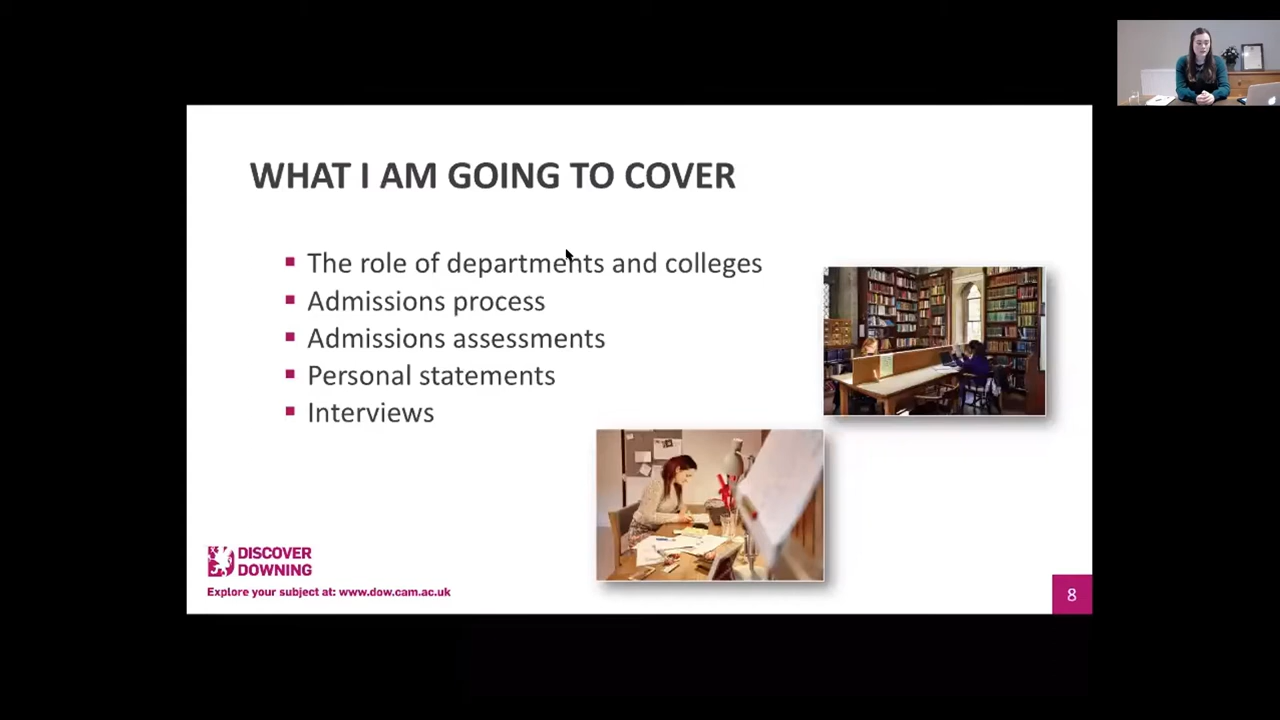 WHAT I AM GOING TO COVER
The role of departments and colleges
Admissions process
Admissions assessments
Personal statements
Interviews
DISCOVER
DOWNING
Explore your subject at: www.dow.cam.ac.uk
8